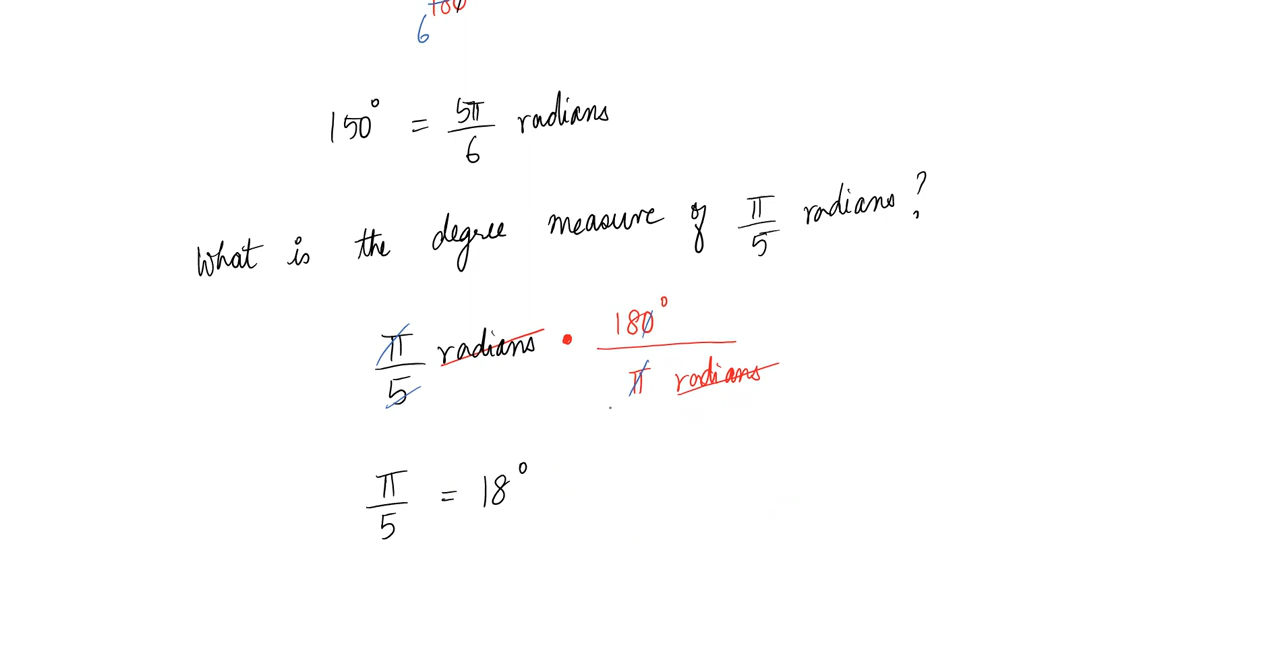 180
6
150° = 5π/6 radians
What is the degree measure of π/5 radians?
π/5 radians • 180°/π radians
π/5 = 18°